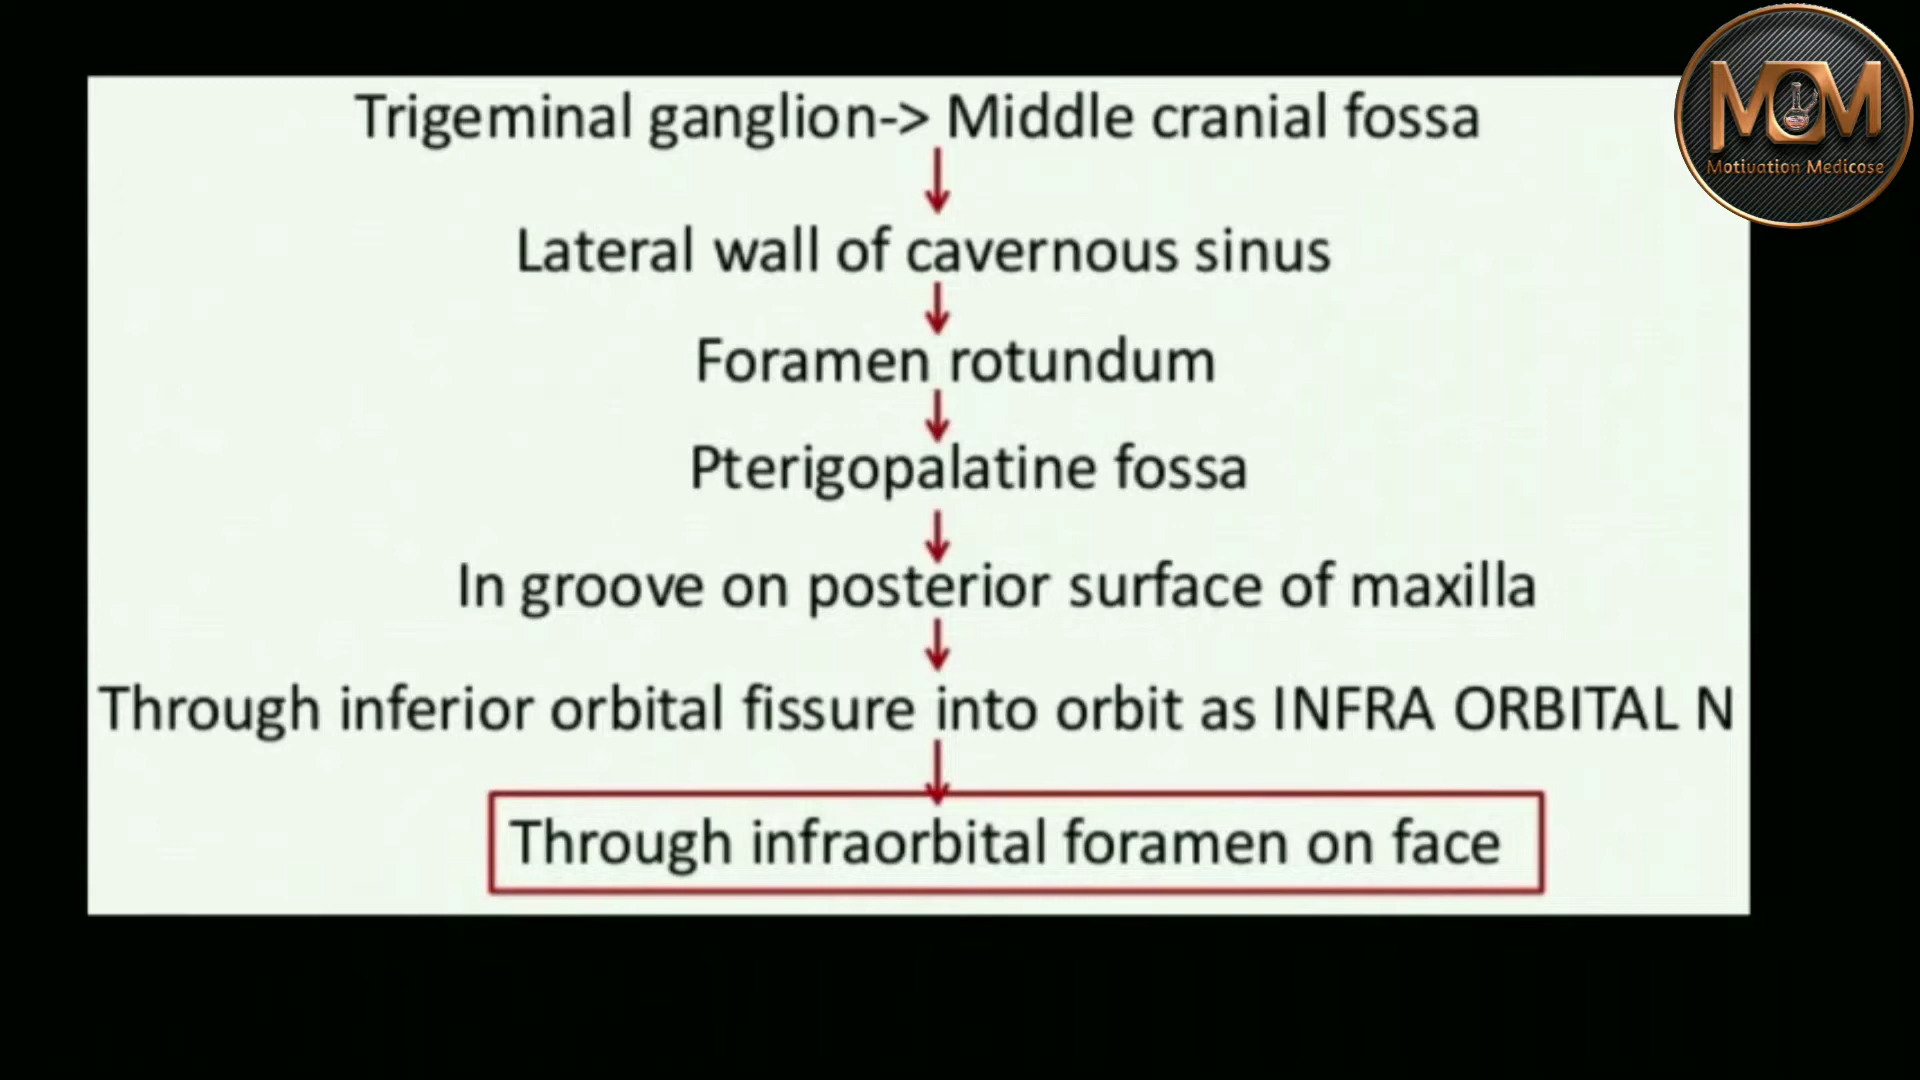 Trigeminal ganglion-> Middle cranial fossa
Lateral wall of cavernous sinus
Foramen rotundum
Pterigopalatine fossa
In groove on posterior surface of maxilla
Through inferior orbital fissure into orbit as INFRA ORBITAL N
Through infraorbital foramen on face
MOM
Motivation Medicose